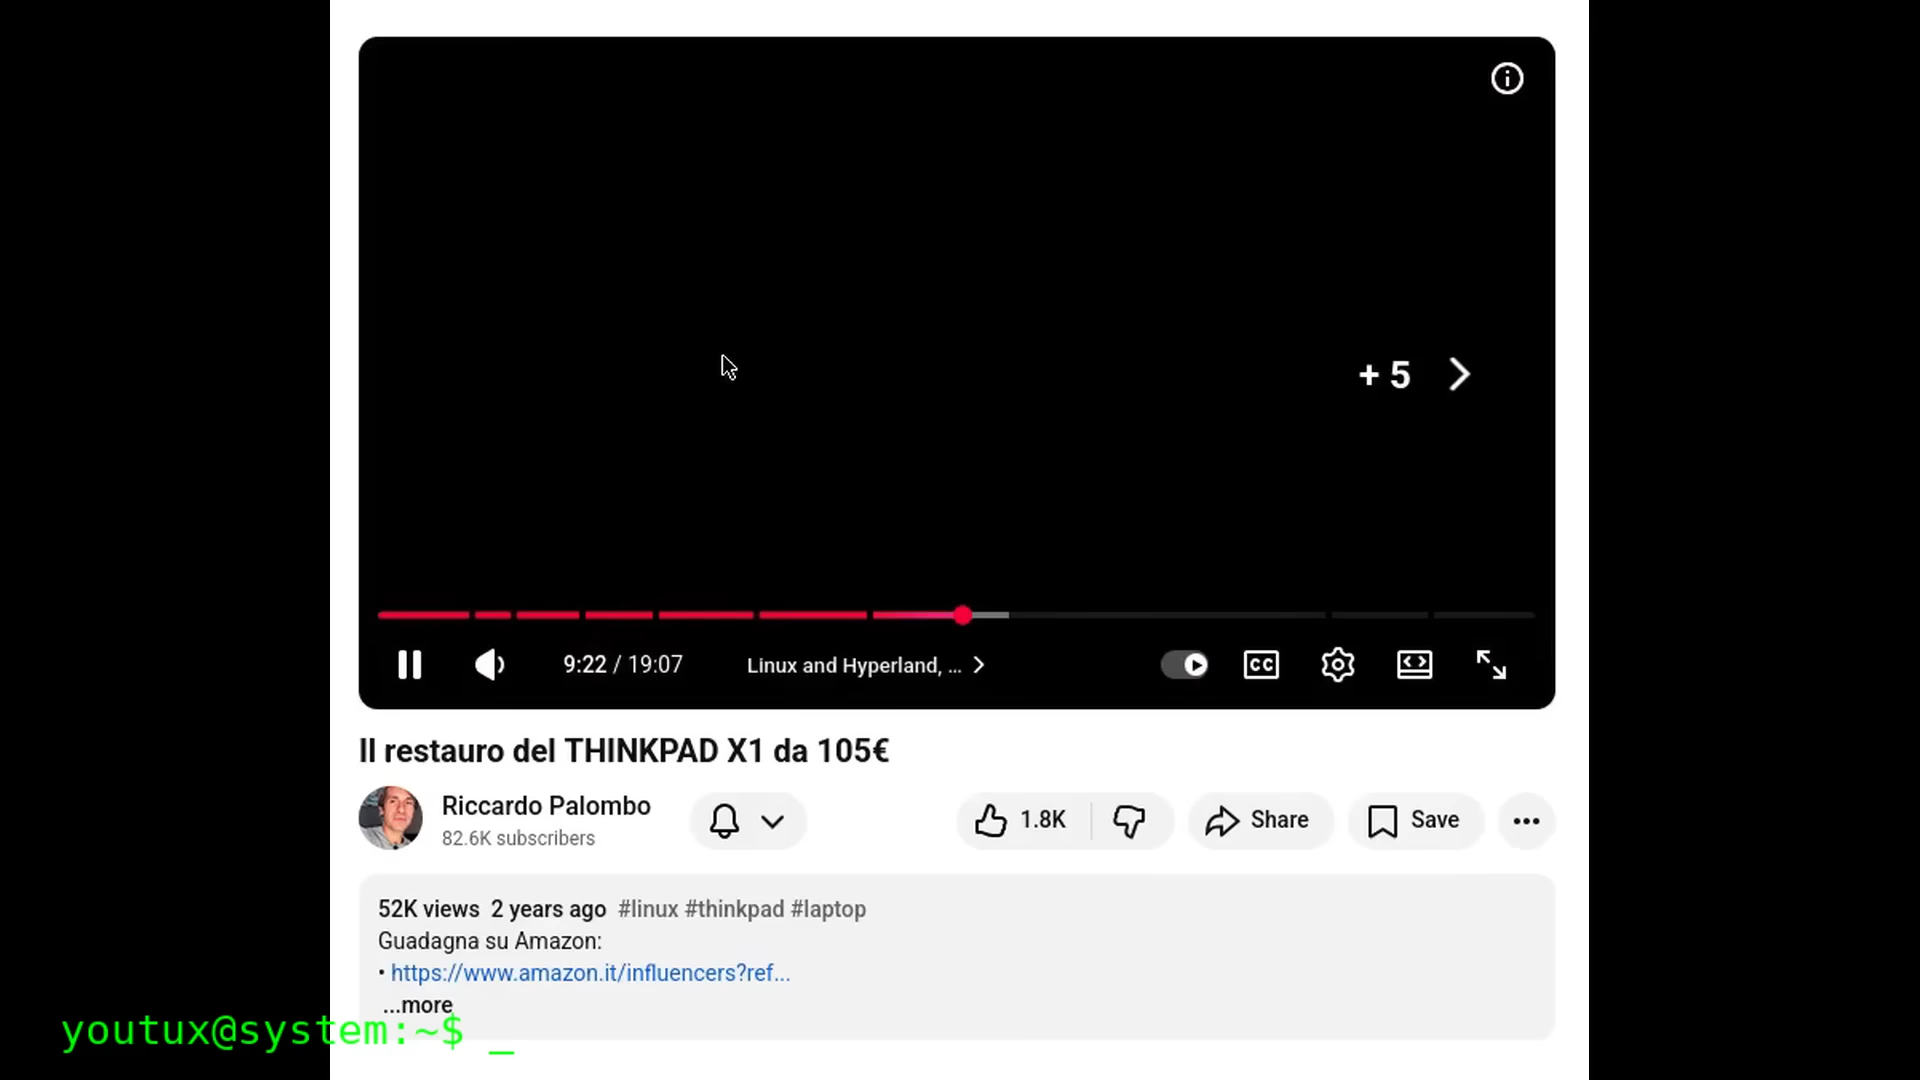 + 5
9:22 / 19:07
Linux and Hyperland, ...
CC
Il restauro del THINKPAD X1 da 105€
Riccardo Palombo
82.6K subscribers
1.8K
Share
Save
52K views 2 years ago #linux #thinkpad #laptop
Guadagna su Amazon:
• https://www.amazon.it/influencers?ref...
...more
youtux@system:~$ _